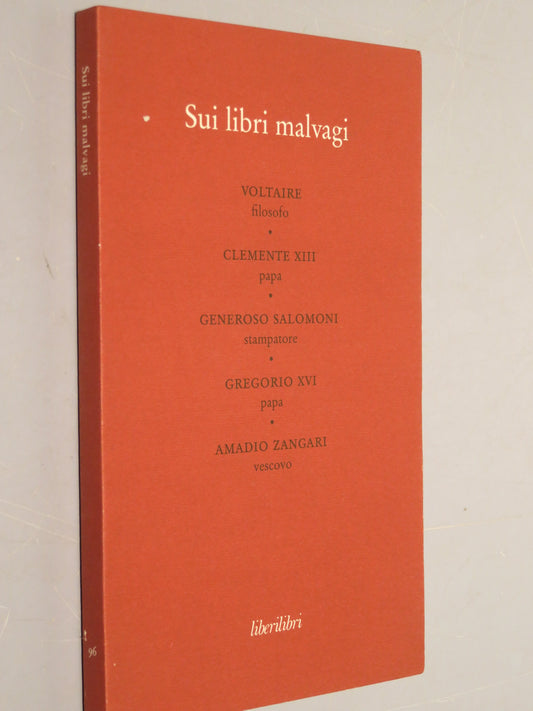 Sui libri malvagi
VOLTAIRE
filosofo
•
CLEMENTE XIII
papa
•
GENEROSO SALOMONI
stampatore
•
GREGORIO XVI
papa
•
AMADIO ZANGARI
vescovo
liberilibri
Sui libri malvagi
96